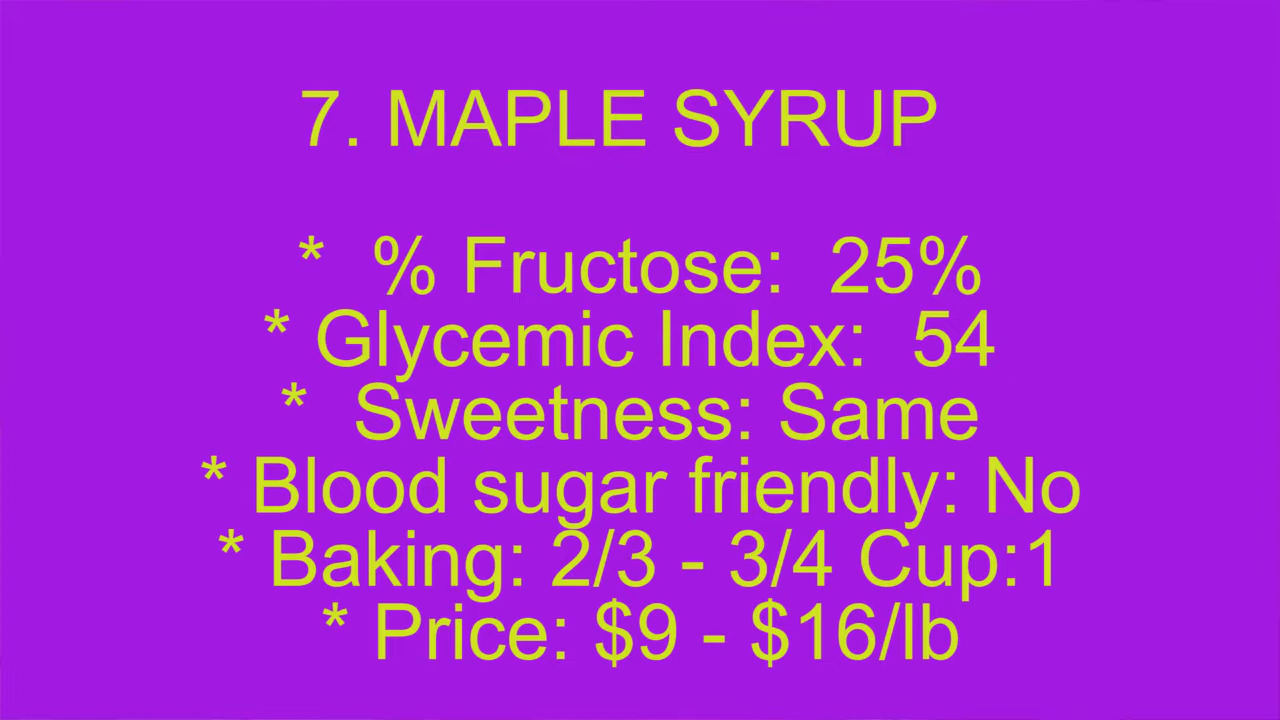 7. MAPLE SYRUP
* % Fructose: 25%
* Glycemic Index: 54
* Sweetness: Same
* Blood sugar friendly: No
* Baking: 2/3 - 3/4 Cup:1
* Price: $9 - $16/lb